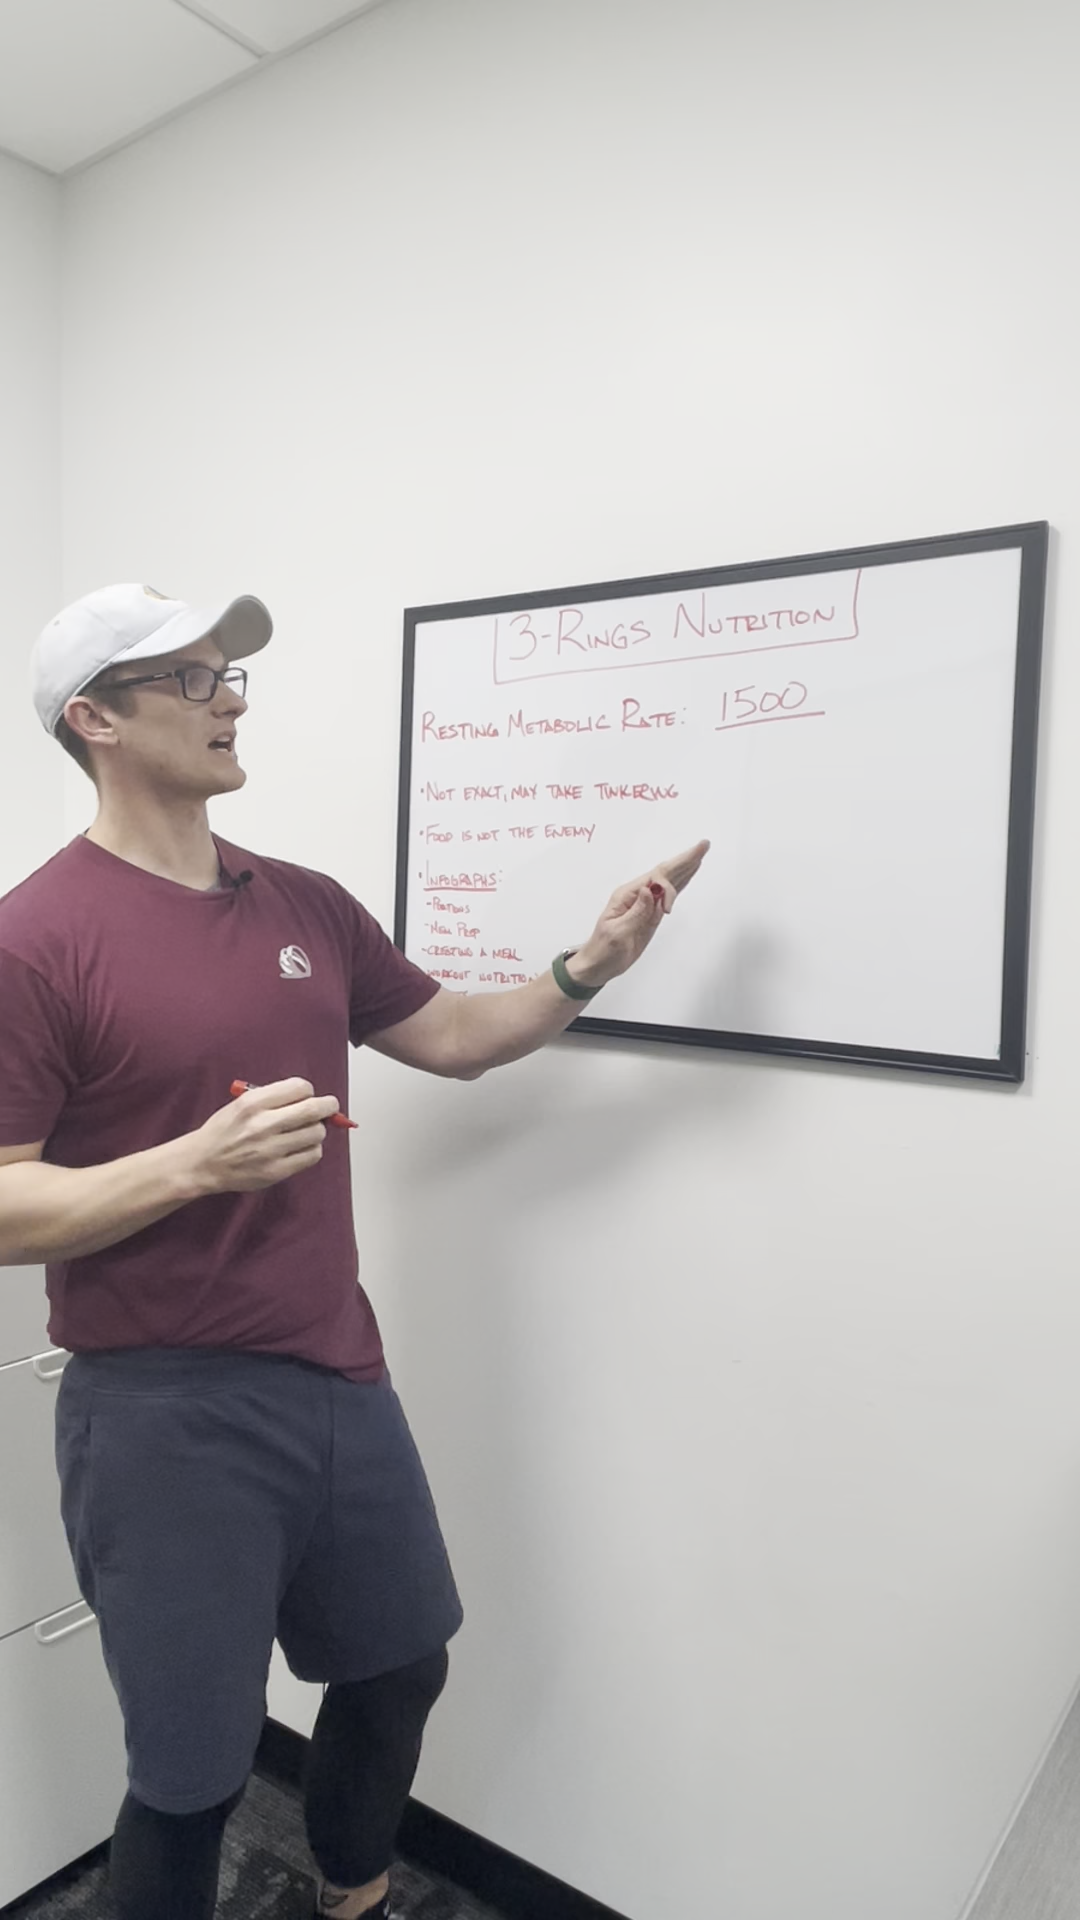 3-RINGS NUTRITION
RESTING METABOLIC RATE: 1500
• NOT EXACT, MAY TAKE TINKERING
• FOOD IS NOT THE ENEMY
• INFOGRAPHS:
- PORTIONS
- MEAL PREP
- CREATING A MEAL
WORKOUT NUTRITION